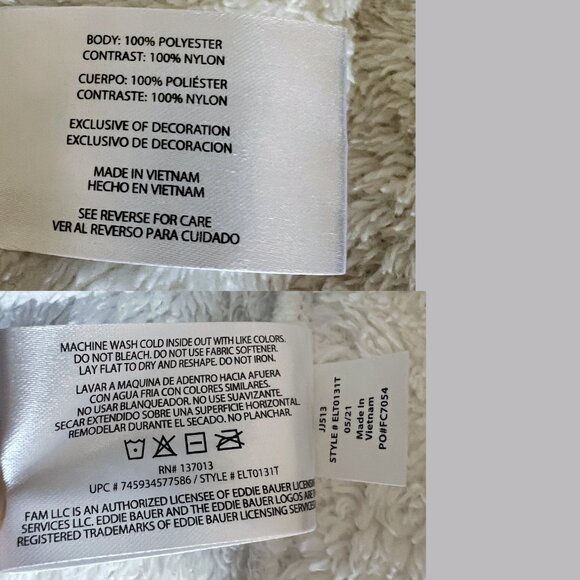 BODY: 100% POLYESTER
CONTRAST: 100% NYLON
CUERPO: 100% POLIÉSTER
CONTRASTE: 100% NYLON
EXCLUSIVE OF DECORATION
EXCLUSIVO DE DECORACION
MADE IN VIETNAM
HECHO EN VIETNAM
SEE REVERSE FOR CARE
VER AL REVERSO PARA CUIDADO
MACHINE WASH COLD INSIDE OUT WITH LIKE COLORS.
DO NOT BLEACH. DO NOT USE FABRIC SOFTENER.
LAY FLAT TO DRY AND RESHAPE. DO NOT IRON.
LAVAR A MAQUINA DE ADENTRO HACIA AFUERA
CON AGUA FRIA CON COLORES SIMILARES.
NO USAR BLANQUEADOR. NO USE SUAVIZANTE.
SECAR EXTENDIDO SOBRE UNA SUPERFICIE HORIZONTAL.
REMODELAR DURANTE EL SECADO. NO PLANCHAR.
RN# 137013
UPC # 745934577586 / STYLE # ELT0131T
FAM LLC IS AN AUTHORIZED LICENSEE OF EDDIE BAUER
SERVICES LLC. EDDIE BAUER AND THE EDDIE BAUER LOGOS ARE
REGISTERED TRADEMARKS OF EDDIE BAUER LICENSING
JJ513
STYLE # ELT0131T
05/21
Made In
Vietnam
PO#FC7054